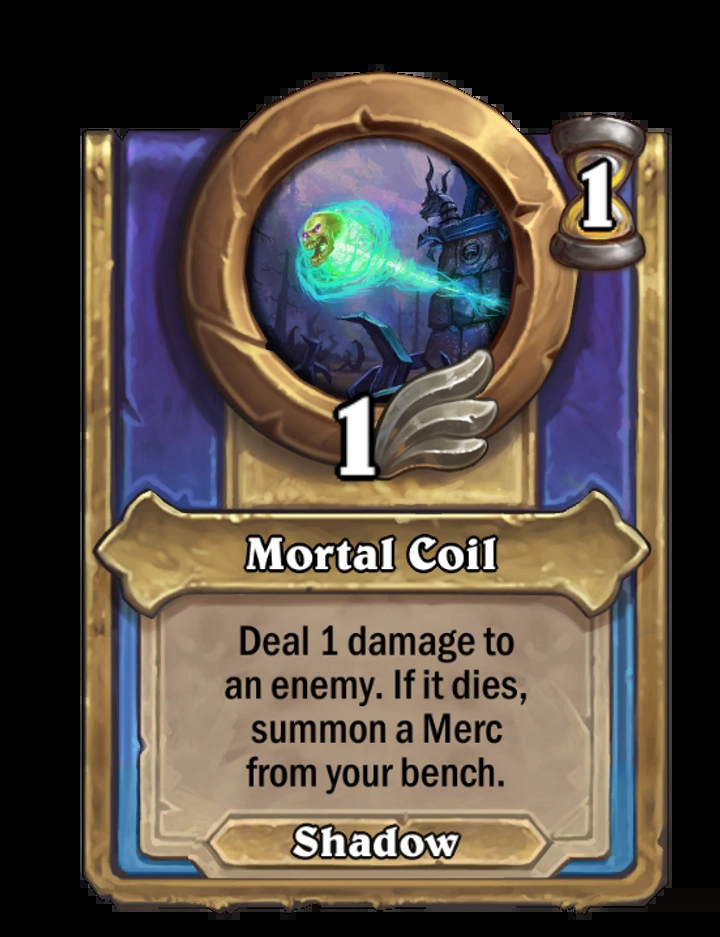 1
1
Mortal Coil
Deal 1 damage to
an enemy. If it dies,
summon a Merc
from your bench.
Shadow